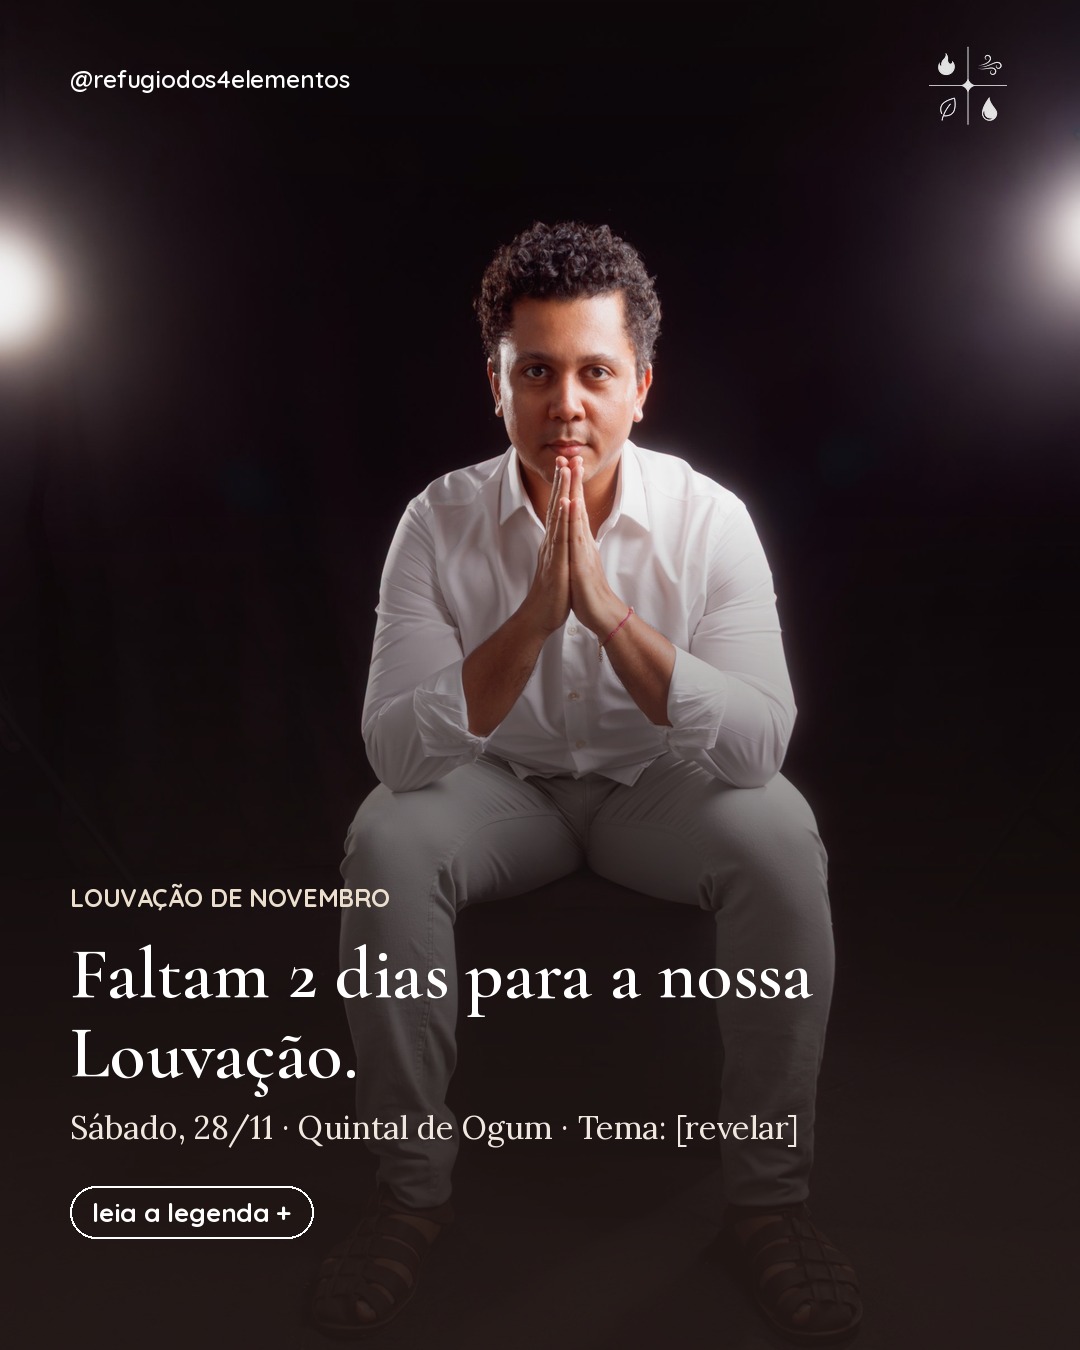 @refugiodos4elementos
LOUVAÇÃO DE NOVEMBRO
Faltam 2 dias para a nossa
Louvação.
Sábado, 28/11 · Quintal de Ogum · Tema: [revelar]
leia a legenda +